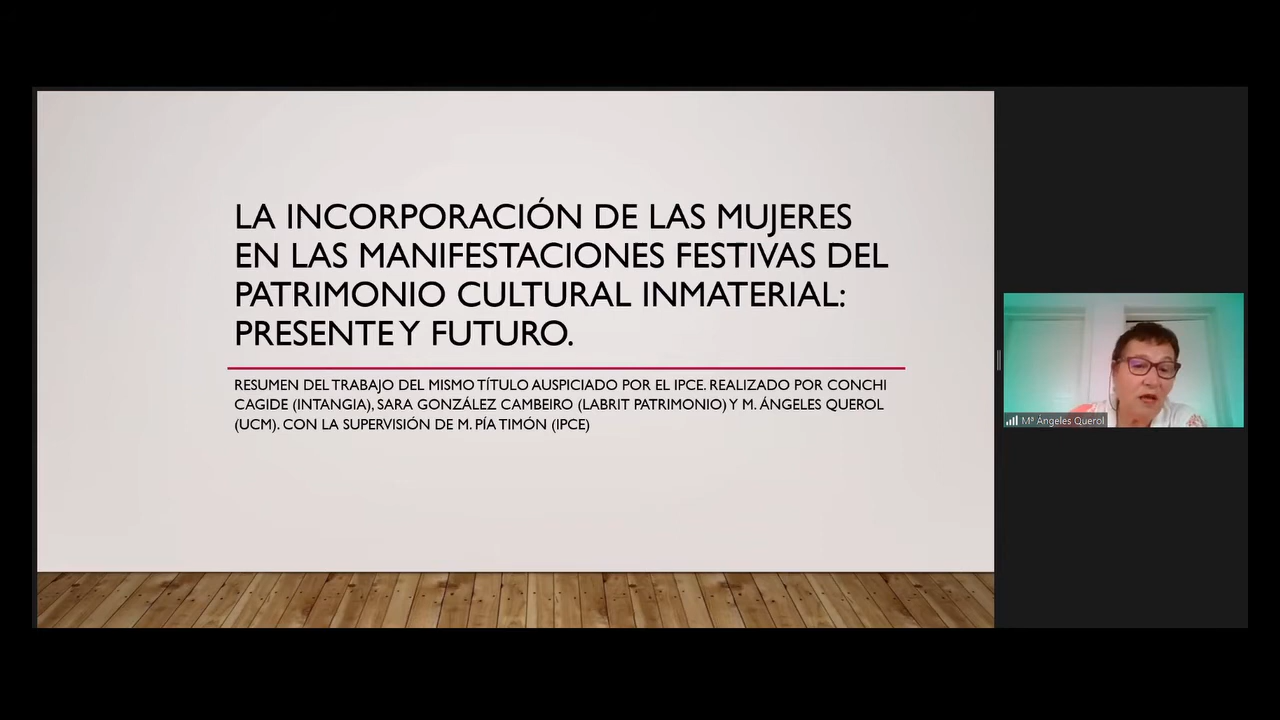 LA INCORPORACIÓN DE LAS MUJERES
EN LAS MANIFESTACIONES FESTIVAS DEL
PATRIMONIO CULTURAL INMATERIAL:
PRESENTE Y FUTURO.
RESUMEN DEL TRABAJO DEL MISMO TÍTULO AUSPICIADO POR EL IPCE. REALIZADO POR CONCHI
CAGIDE (INTANGIA), SARA GONZÁLEZ CAMBEIRO (LABRIT PATRIMONIO) Y M. ÁNGELES QUEROL
(UCM). CON LA SUPERVISIÓN DE M. PÍA TIMÓN (IPCE)
Mª Ángeles Querol